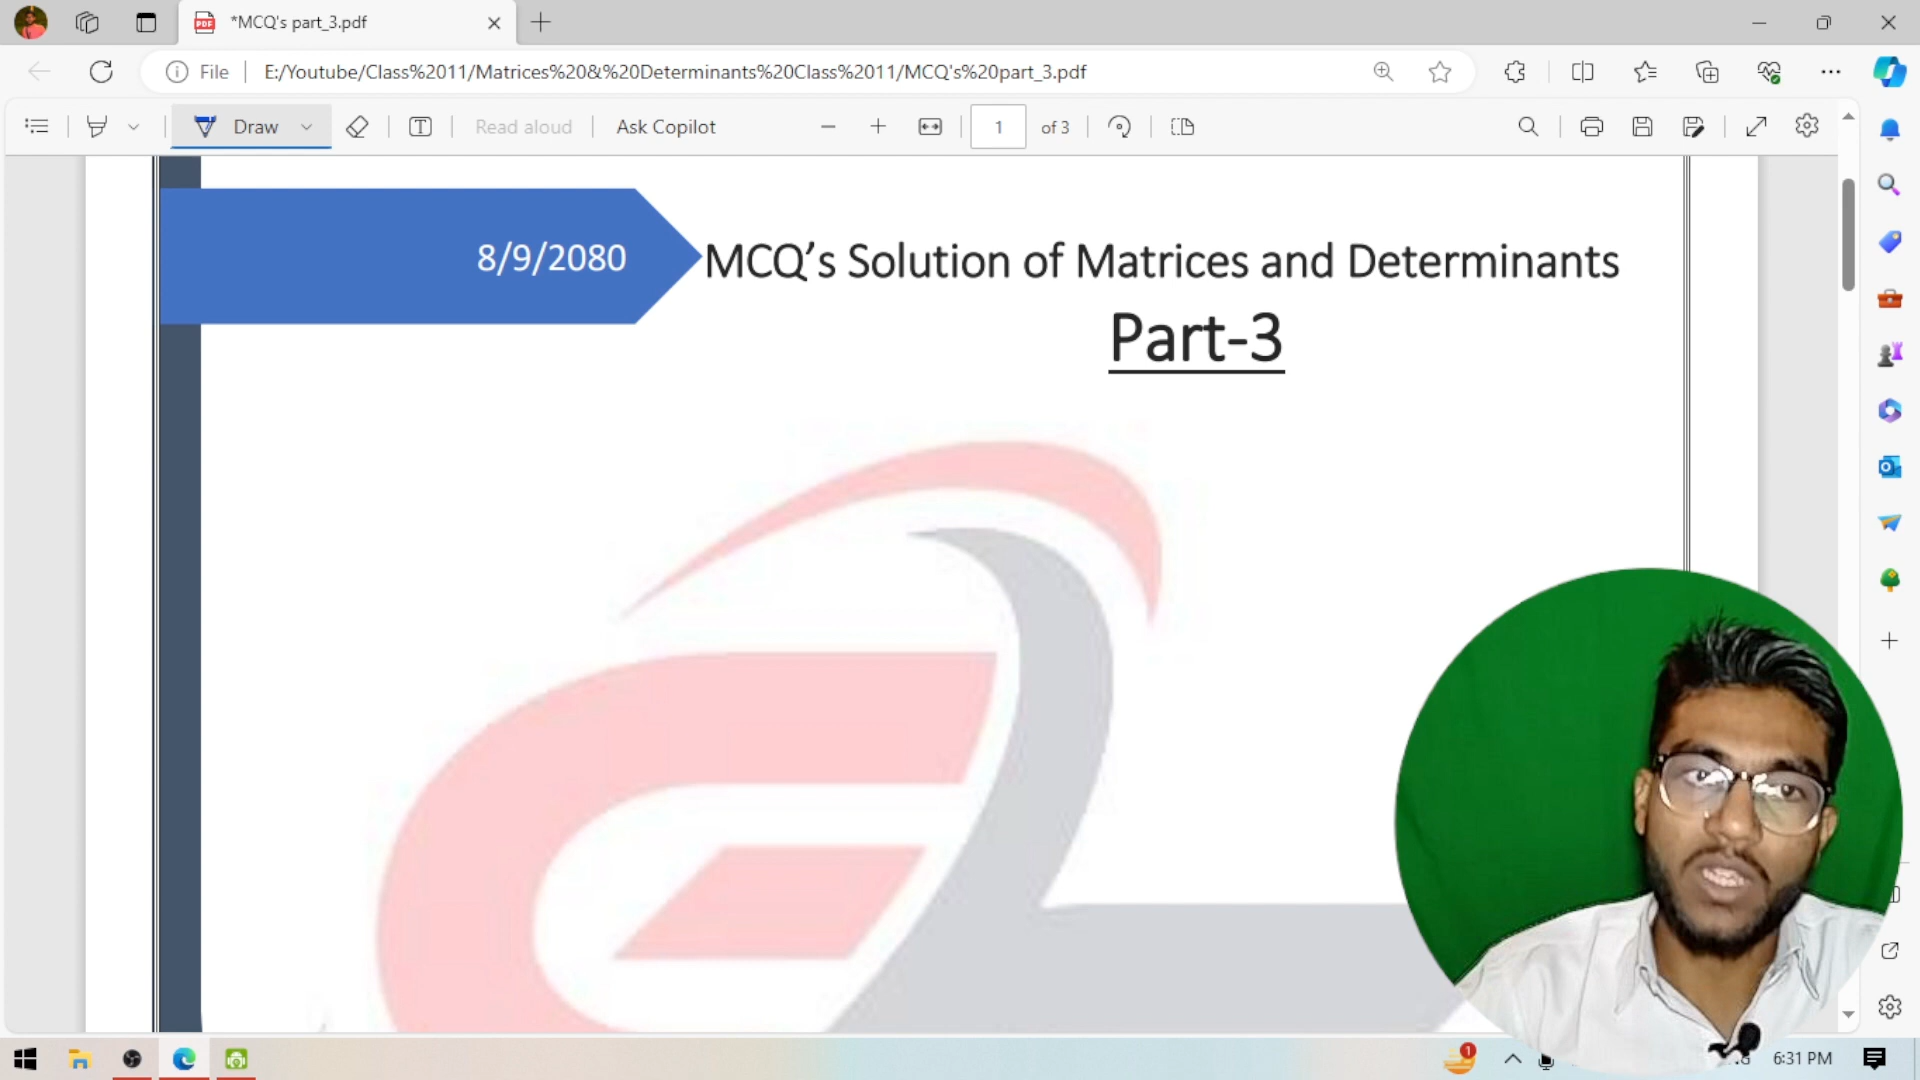 *MCQ's part_3.pdf
File
E:/Youtube/Class%2011/Matrices%20&%20Determinants%20Class%2011/MCQ's%20part_3.pdf
Draw
Read aloud
Ask Copilot
1
of 3
8/9/2080
MCQ's Solution of Matrices and Determinants
Part-3
1
6:31 PM